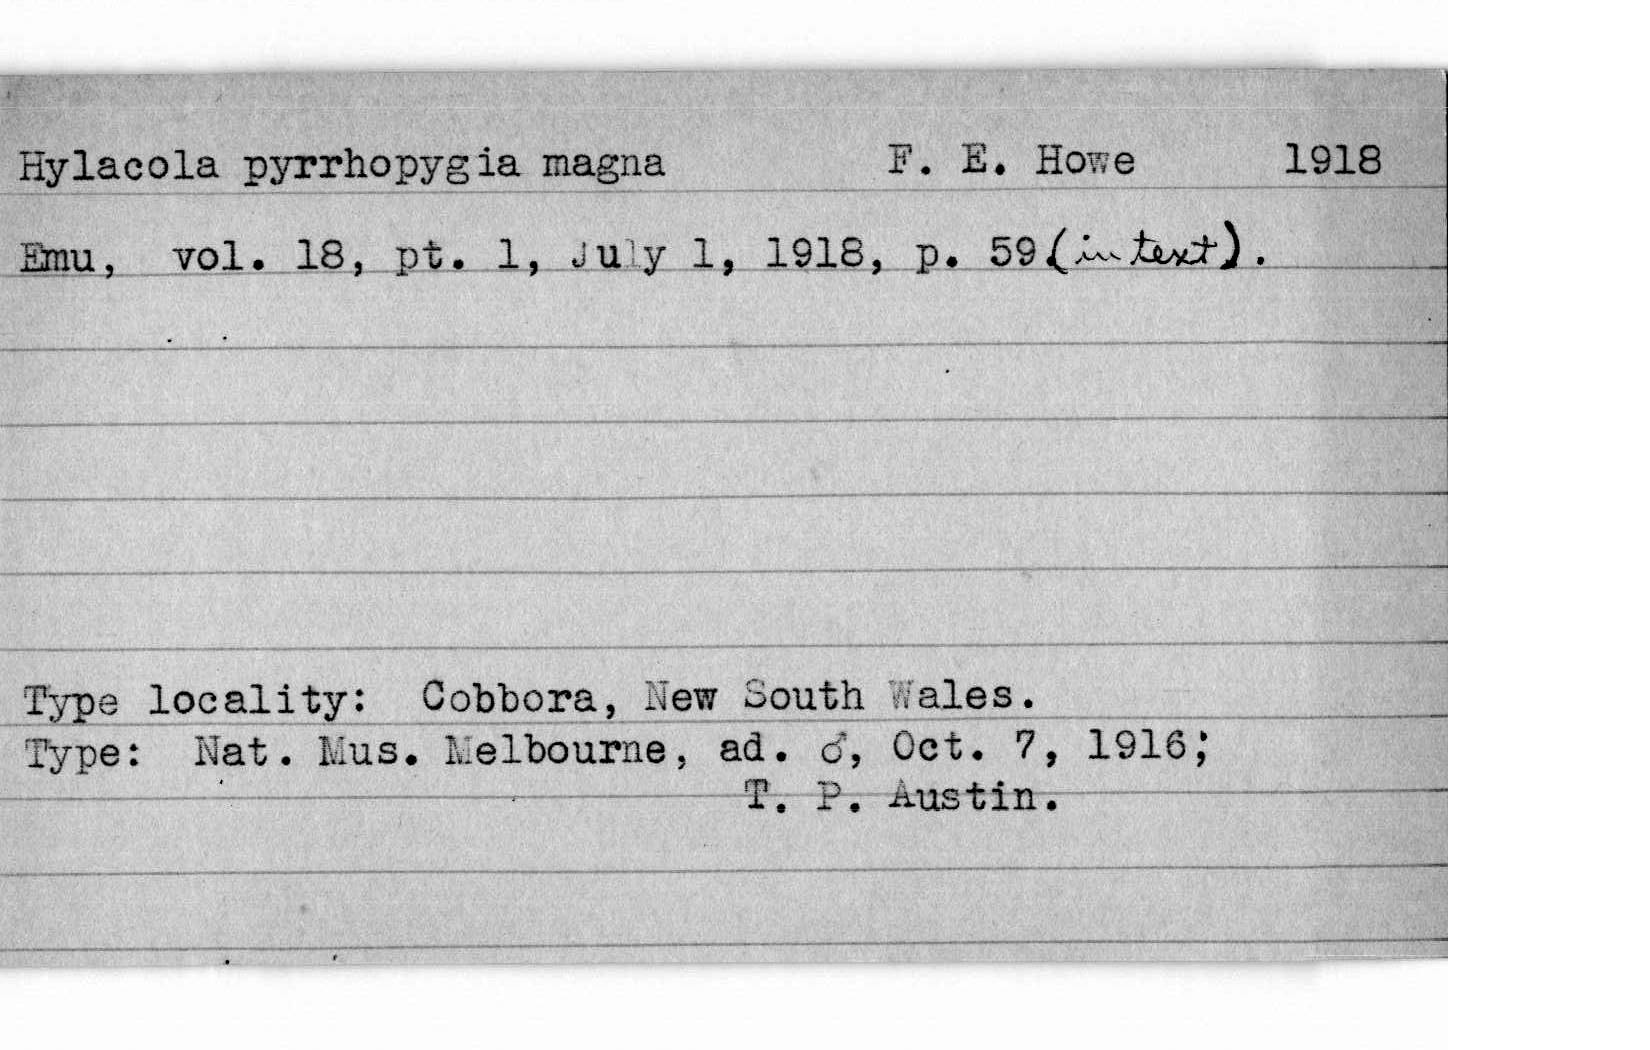 Hylacola pyrrhopygia magna F. E. Howe 1918
Emu, vol. 18, pt. 1, July 1, 1918, p. 59 (in text).
Type locality: Cobbora, New South Wales.
Type: Nat. Mus. Melbourne, ad. ♂, Oct. 7, 1916;
T. P. Austin.